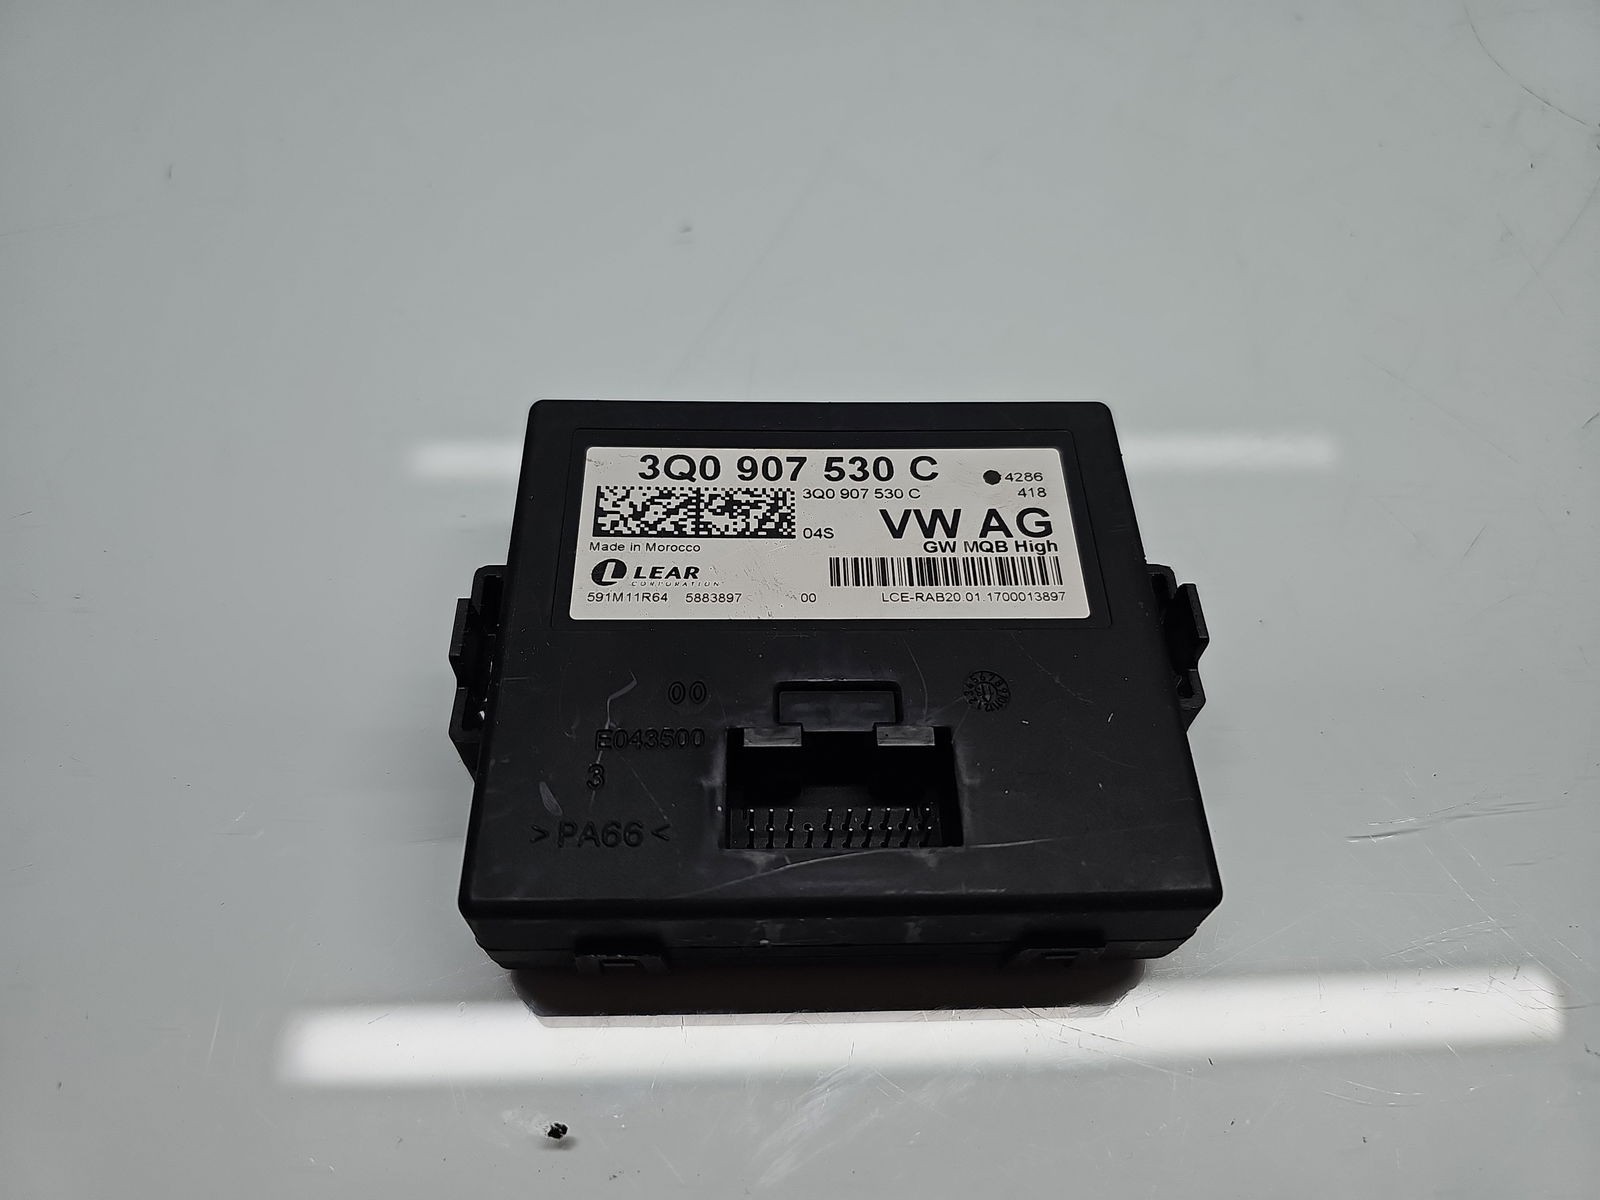 3Q0 907 530 C
4286
3Q0 907 530 C
418
04S
VW AG
GW MQB High
Made in Morocco
LEAR
CORPORATION
591M11R64 5883897 00 LCE-RAB20.01.1700013897
00
E043500
3
>PA66<